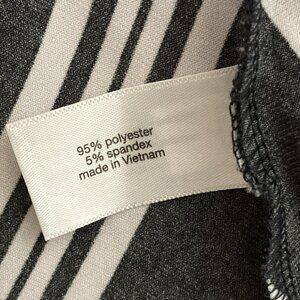 95% polyester
5% spandex
made in Vietnam